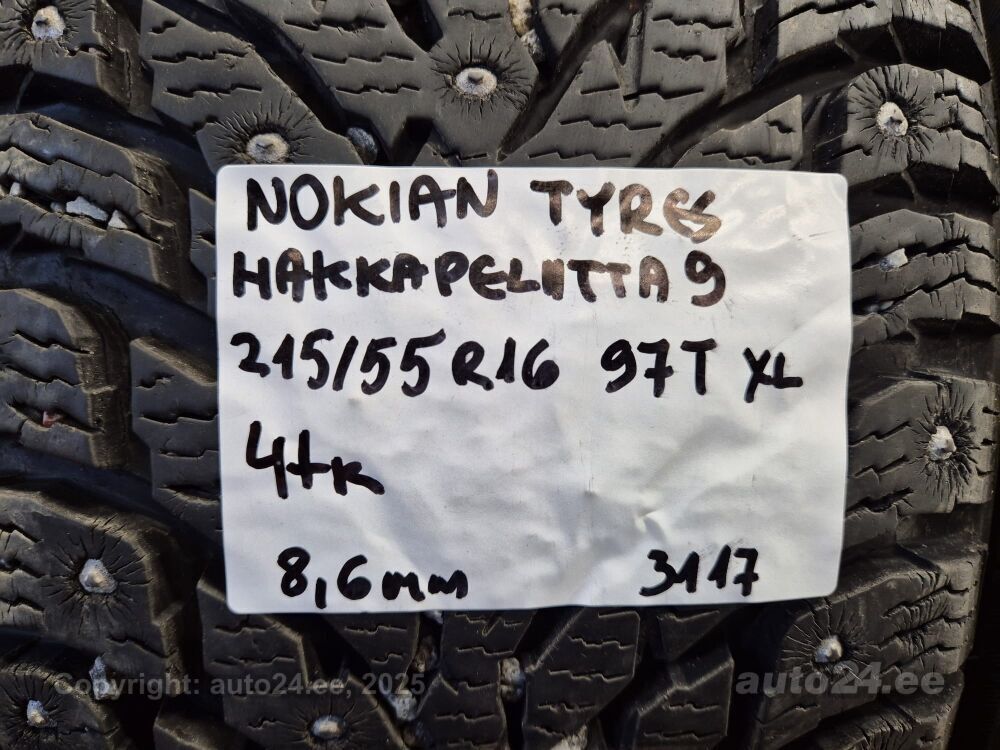 NOKIAN TYRES
HAKKAPELIITTA 9
215/55 R16 97T XL
4tk
8,6mm 3117
Copyright: auto24.ee, 2025 auto24.ee